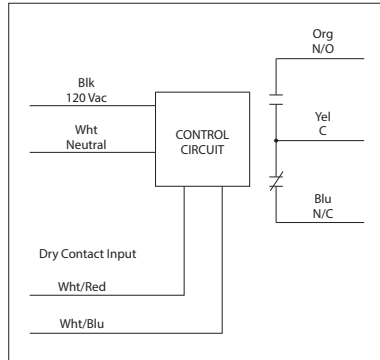 Org
N/O
Blk
120 Vac
Yel
C
Wht
Neutral
CONTROL
CIRCUIT
Blu
N/C
Dry Contact Input
Wht/Red
Wht/Blu